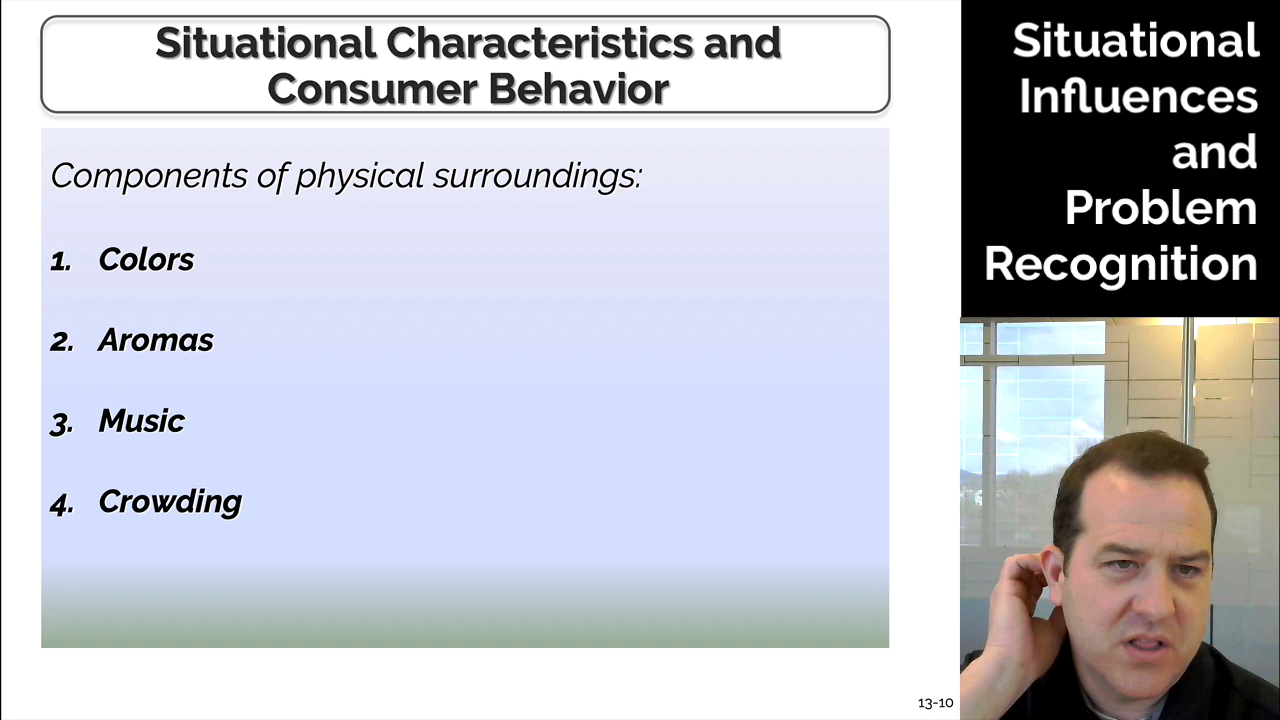 Situational Characteristics and
Consumer Behavior
Components of physical surroundings:
1. Colors
2. Aromas
3. Music
4. Crowding
13-10
Situational
Influences
and
Problem
Recognition